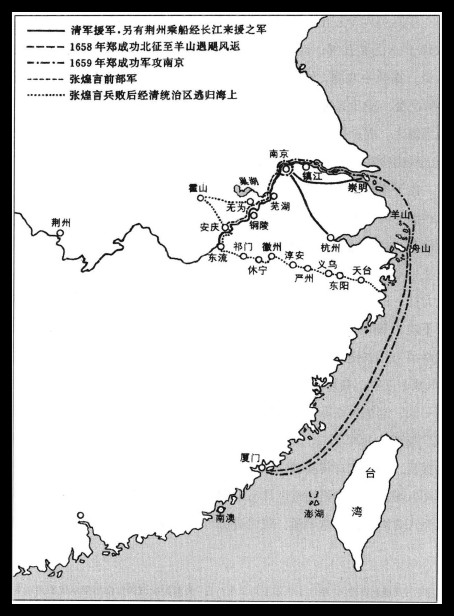 清军援军，另有荆州乘船经长江来援之军
1658年郑成功北征至羊山遇飓风返
1659年郑成功军攻南京
张煌言前部军
张煌言兵败后经清统治区逃归海上
南京
镇江
崇明
巢湖
霍山
无为
芜湖
羊山
荆州
安庆
铜陵
杭州
舟山
东流
祁门
徽州
休宁
淳安
严州
义乌
东阳
天台
厦门
台
湾
澎湖
南澳